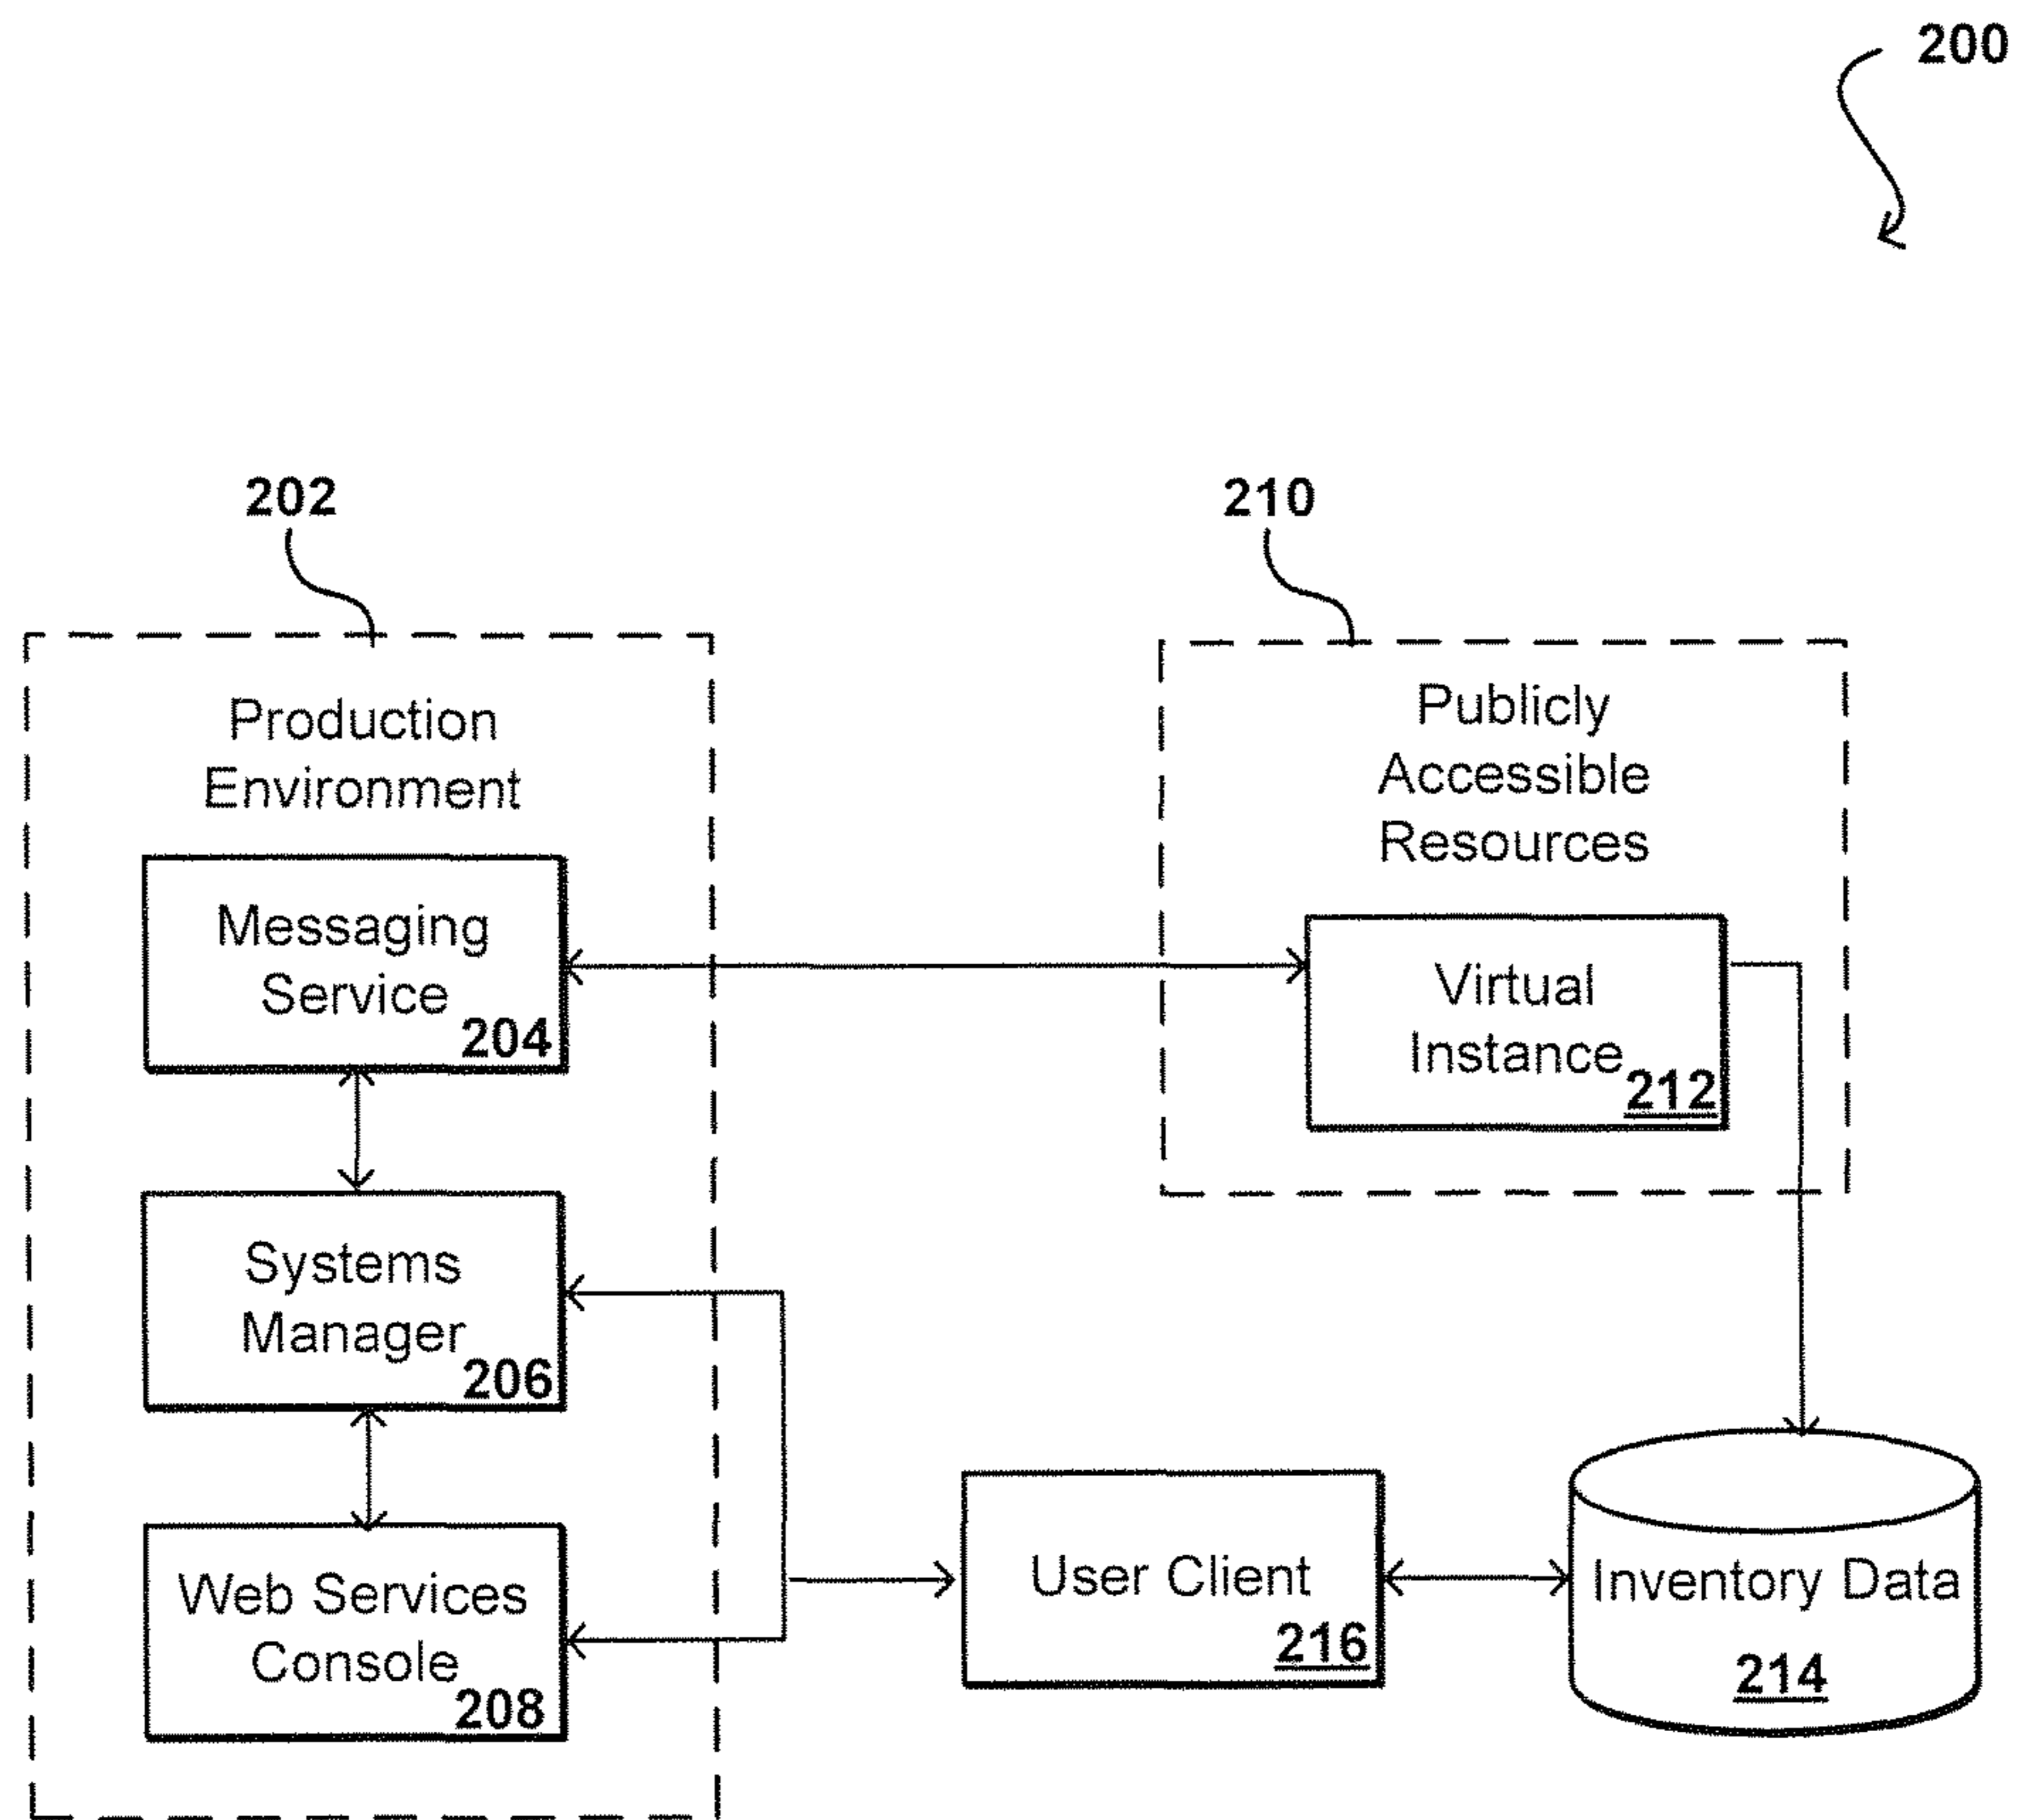 200
202
210
Production
Environment
Publicly
Accessible
Resources
Messaging
Service
204
Virtual
Instance
212
Systems
Manager
206
Web Services
Console
208
User Client
216
Inventory Data
214